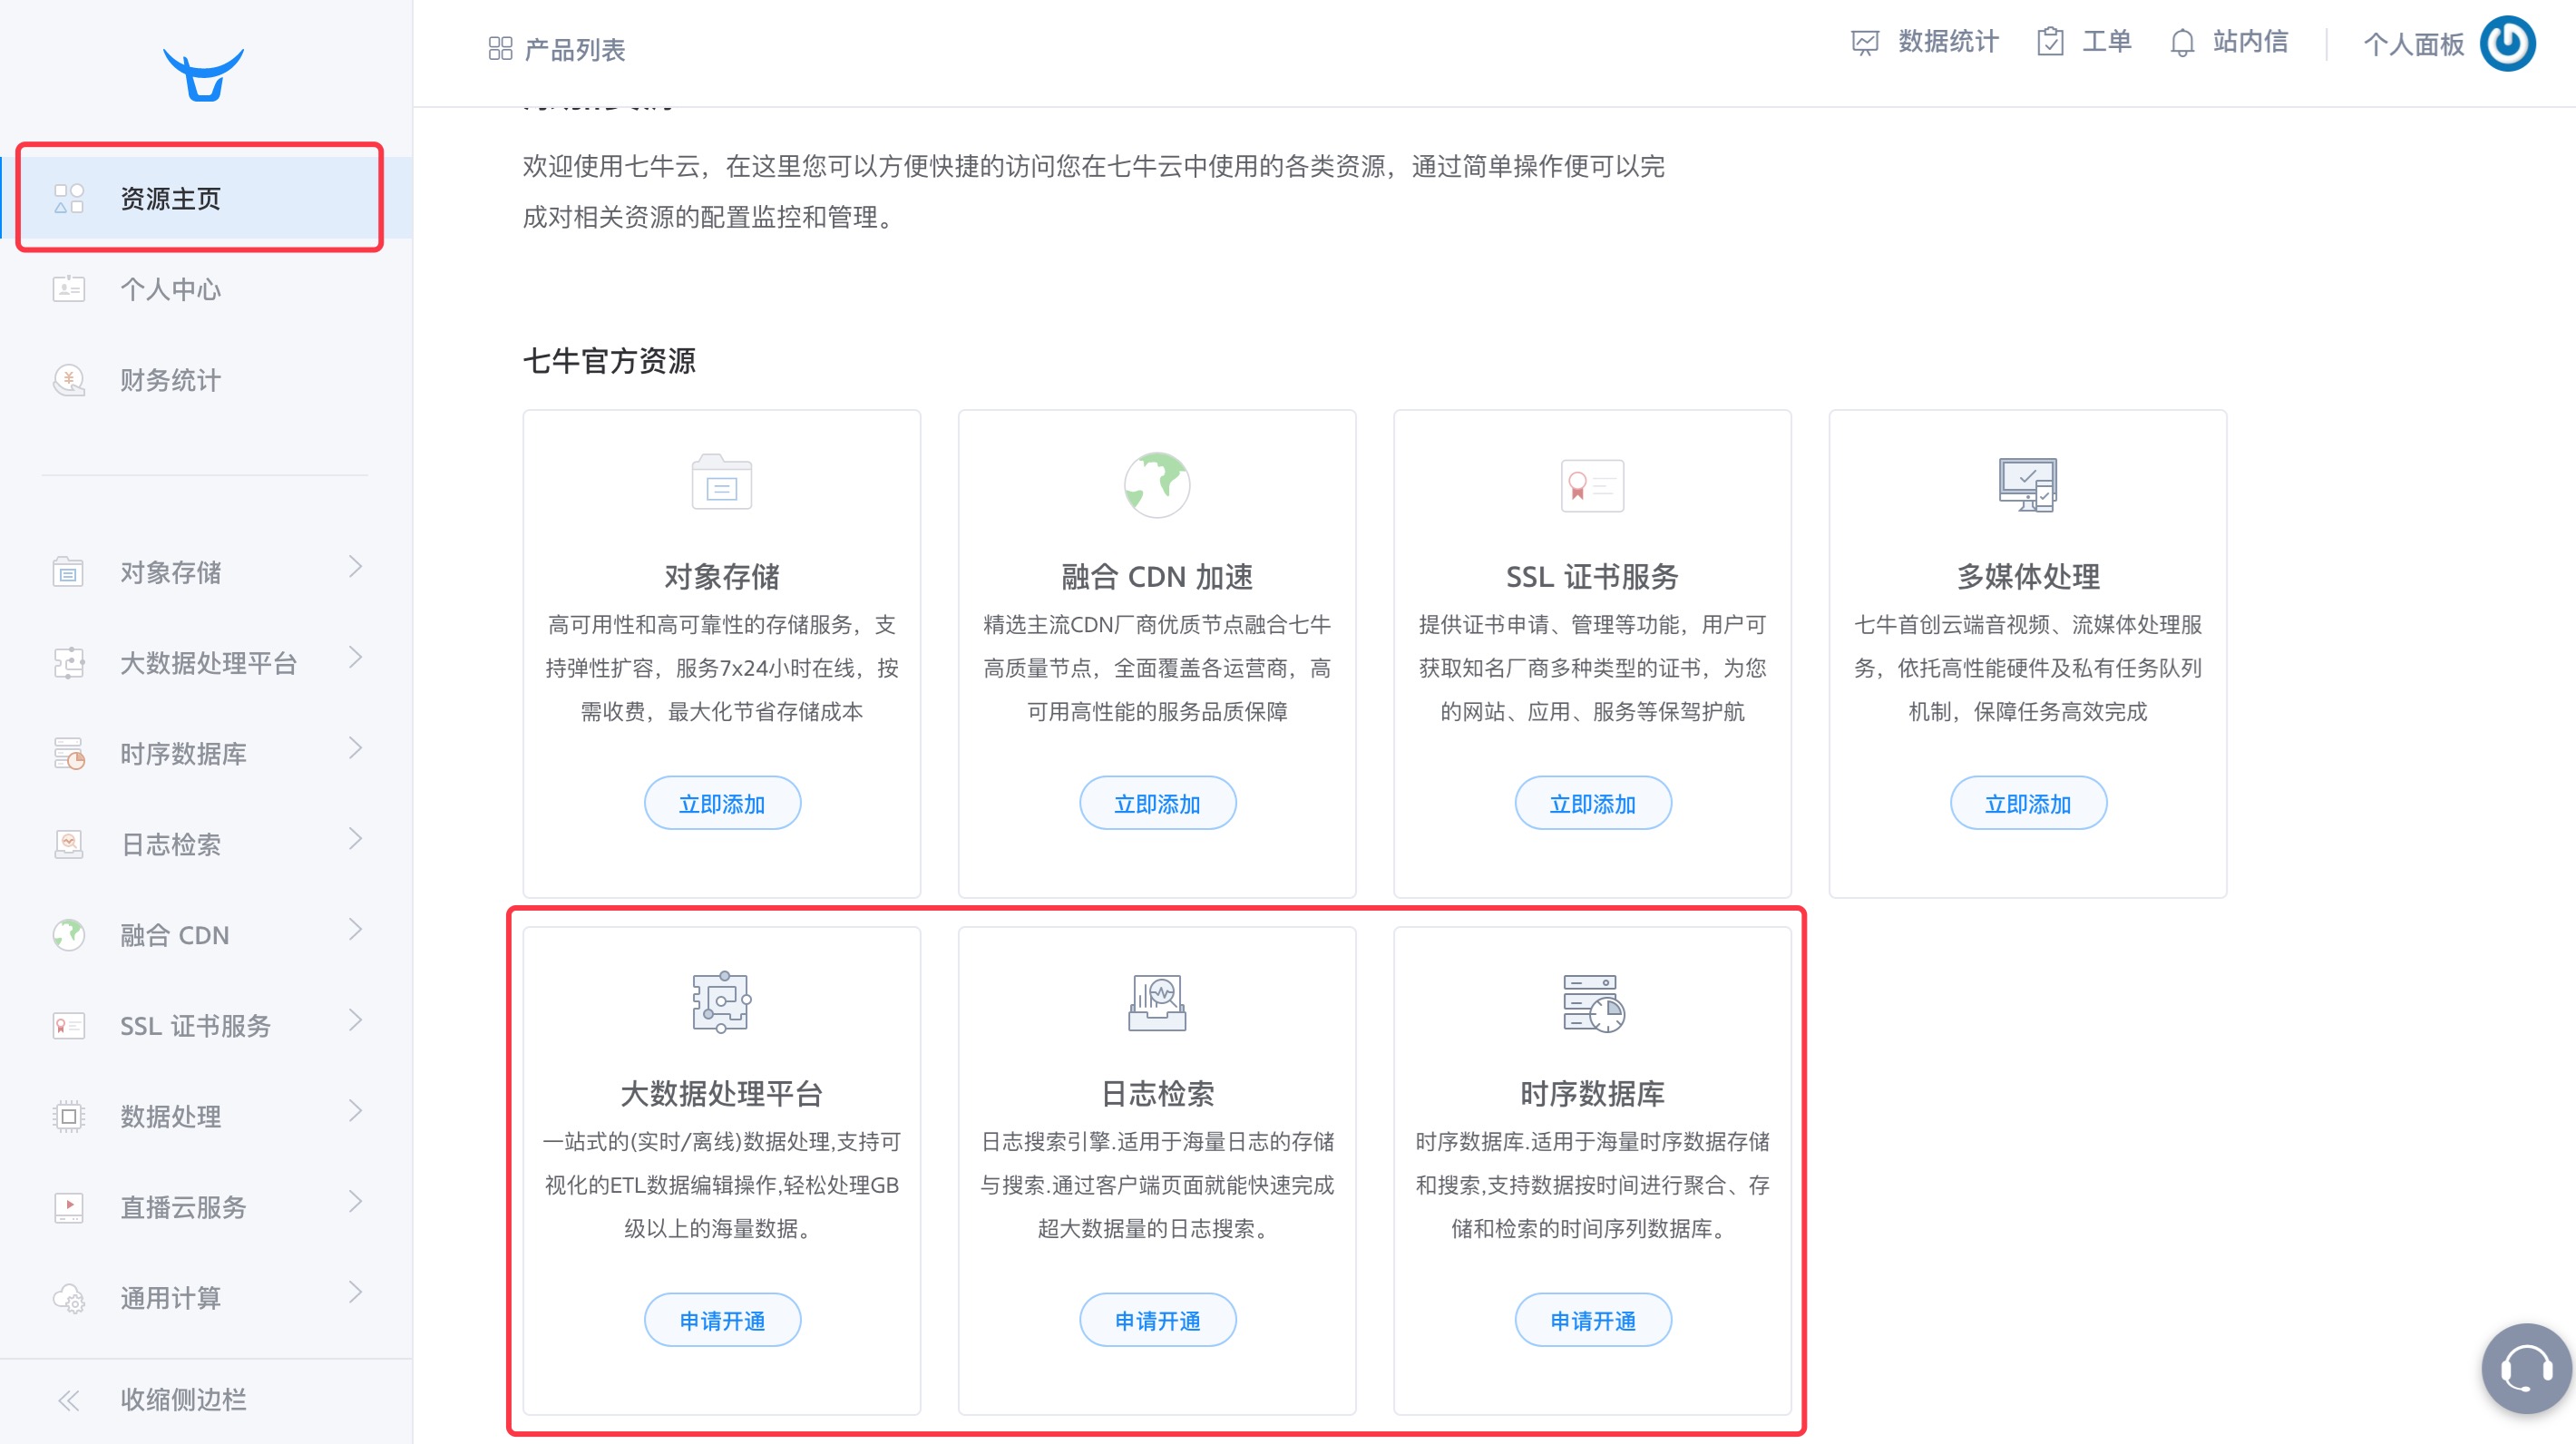 产品列表
数据统计
工单
站内信
个人面板
资源主页
个人中心
财务统计
对象存储
大数据处理平台
时序数据库
日志检索
融合 CDN
SSL 证书服务
数据处理
直播云服务
通用计算
收缩侧边栏
欢迎使用七牛云，在这里您可以方便快捷的访问您在七牛云中使用的各类资源，通过简单操作便可以完
成对相关资源的配置监控和管理。
七牛官方资源
对象存储
高可用性和高可靠性的存储服务，支
持弹性扩容，服务7x24小时在线，按
需收费，最大化节省存储成本
立即添加
融合 CDN 加速
精选主流CDN厂商优质节点融合七牛
高质量节点，全面覆盖各运营商，高
可用高性能的服务品质保障
立即添加
SSL 证书服务
提供证书申请、管理等功能，用户可
获取知名厂商多种类型的证书，为您
的网站、应用、服务等保驾护航
立即添加
多媒体处理
七牛首创云端音视频、流媒体处理服
务，依托高性能硬件及私有任务队列
机制，保障任务高效完成
立即添加
大数据处理平台
一站式的(实时/离线)数据处理,支持可
视化的ETL数据编辑操作,轻松处理GB
级以上的海量数据。
申请开通
日志检索
日志搜索引擎.适用于海量日志的存储
与搜索.通过客户端页面就能快速完成
超大数据量的日志搜索。
申请开通
时序数据库
时序数据库.适用于海量时序数据存储
和搜索,支持数据按时间进行聚合、存
储和检索的时间序列数据库。
申请开通